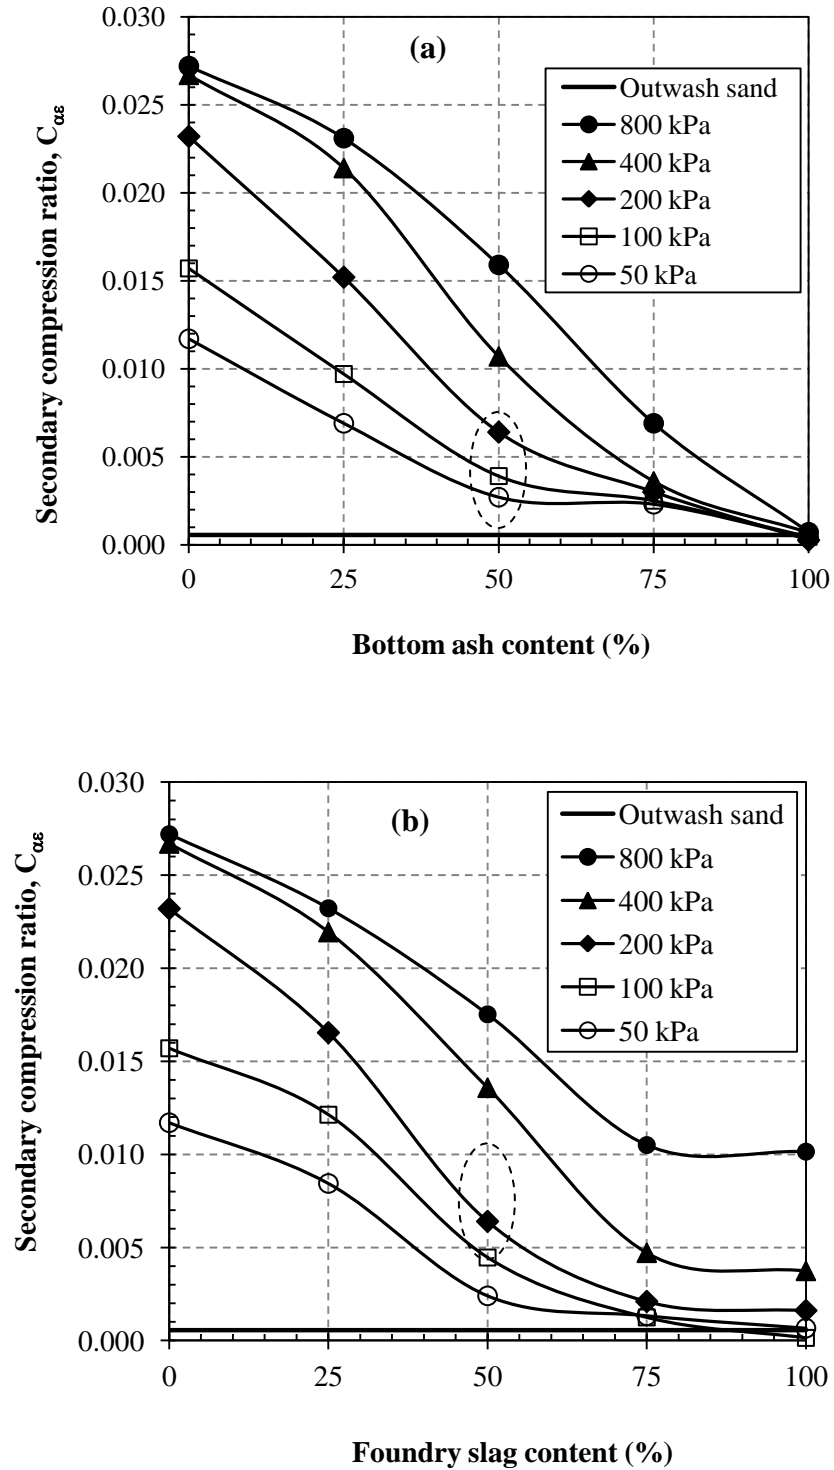 0.030
(a)
Outwash sand
0.025
800 kPa
400 kPa
0.020
200 kPa
100 kPa
0.015
50 kPa
0.010
0.005
0.000
Secondary compression ratio, Cαε
0
25
50
75
100
Bottom ash content (%)
0.030
(b)
Outwash sand
800 kPa
0.025
400 kPa
0.020
200 kPa
100 kPa
0.015
50 kPa
0.010
0.005
0.000
Secondary compression ratio, Cαε
0
25
50
75
100
Foundry slag content (%)